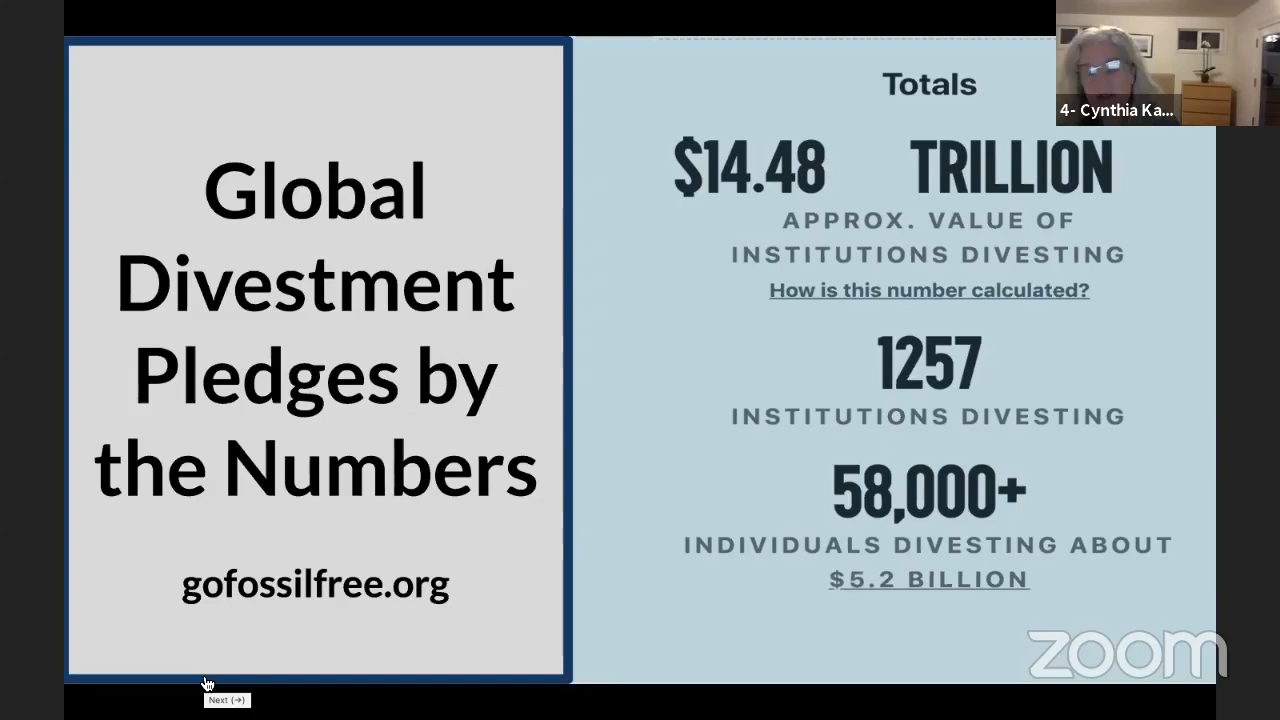 Global
Divestment
Pledges by
the Numbers
gofossilfree.org
Totals
$14.48 TRILLION
APPROX. VALUE OF
INSTITUTIONS DIVESTING
How is this number calculated?
1257
INSTITUTIONS DIVESTING
58,000+
INDIVIDUALS DIVESTING ABOUT
$5.2 BILLION
4- Cynthia Ka...
zoom
Next (→)